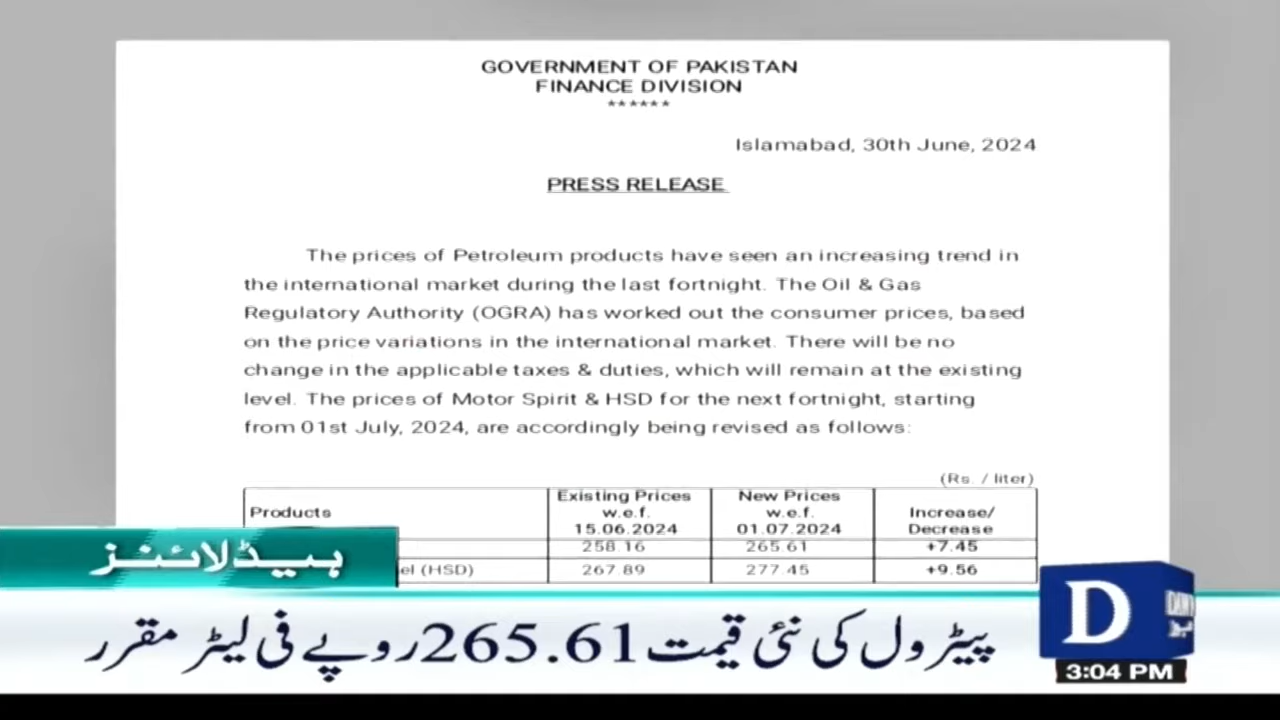 GOVERNMENT OF PAKISTAN
FINANCE DIVISION
******
Islamabad, 30th June, 2024
PRESS RELEASE
The prices of Petroleum products have seen an increasing trend in
the international market during the last fortnight. The Oil & Gas
Regulatory Authority (OGRA) has worked out the consumer prices, based
on the price variations in the international market. There will be no
change in the applicable taxes & duties, which will remain at the existing
level. The prices of Motor Spirit & HSD for the next fortnight, starting
from 01st July, 2024, are accordingly being revised as follows:
(Rs. / liter)
Products Existing Prices w.e.f. 15.06.2024 New Prices w.e.f. 01.07.2024 Increase/ Decrease
258.16 265.61 +7.45
el (HSD) 267.89 277.45 +9.56
ہیڈلائنز
پیٹرول کی نئی قیمت 265.61 روپے فی لیٹر مقرر
D
DAWN
نیوز
3:04 PM